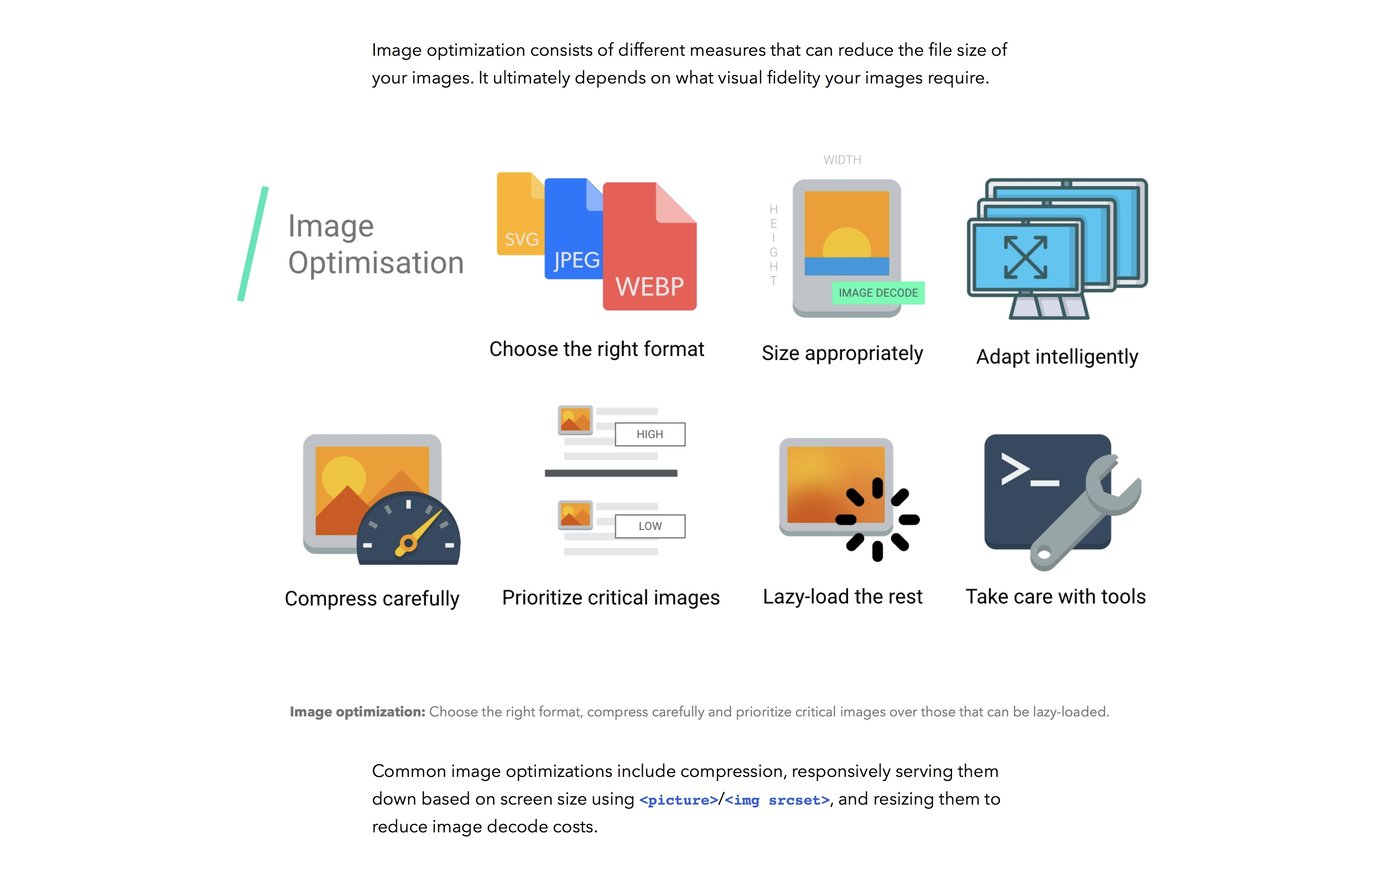 Image optimization consists of different measures that can reduce the file size of
your images. It ultimately depends on what visual fidelity your images require.
Image
Optimisation
SVG
JPEG
WEBP
Choose the right format
WIDTH
HEIGHT
IMAGE DECODE
Size appropriately
Adapt intelligently
Compress carefully
HIGH
LOW
Prioritize critical images
Lazy-load the rest
>_
Take care with tools
Image optimization: Choose the right format, compress carefully and prioritize critical images over those that can be lazy-loaded.
Common image optimizations include compression, responsively serving them
down based on screen size using <picture>/<img srcset>, and resizing them to
reduce image decode costs.